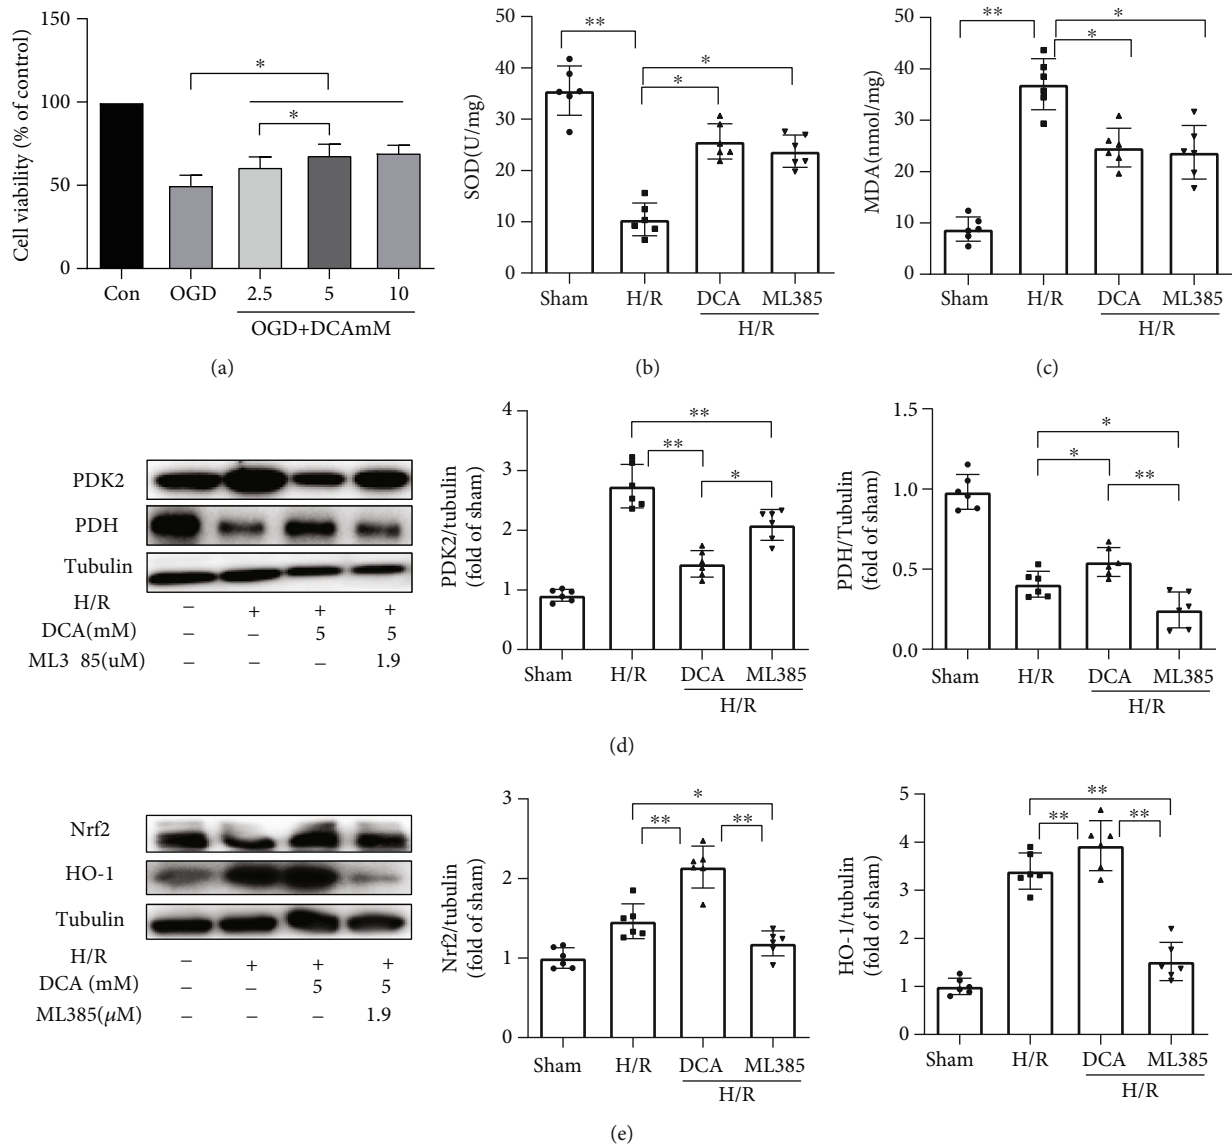 150
100
50
0
Cell viability (% of control)
*
*
Con OGD 2.5 5 10
OGD+DCAmM
(a)
50
40
30
20
10
0
SOD(U/mg)
**
*
*
Sham H/R DCA ML385
H/R
(b)
50
40
30
20
10
0
MDA(nmol/mg)
**
*
*
Sham H/R DCA ML385
H/R
(c)
PDK2
PDH
Tubulin
H/R – + + +
DCA(mM) – – 5 5
ML3 85(uM) – – – 1.9
4
3
2
1
0
PDK2/tubulin
(fold of sham)
**
**
*
Sham H/R DCA ML385
H/R
1.5
1.0
0.5
0.0
PDH/Tubulin
(fold of sham)
*
*
**
Sham H/R DCA ML385
H/R
(d)
Nrf2
HO-1
Tubulin
H/R – + + +
DCA (mM) – – 5 5
ML385(μM) – – – 1.9
3
2
1
0
Nrf2/tubulin
(fold of sham)
*
** **
Sham H/R DCA ML385
H/R
5
4
3
2
1
0
HO-1/tubulin
(fold of sham)
**
** **
Sham H/R DCA ML385
H/R
(e)